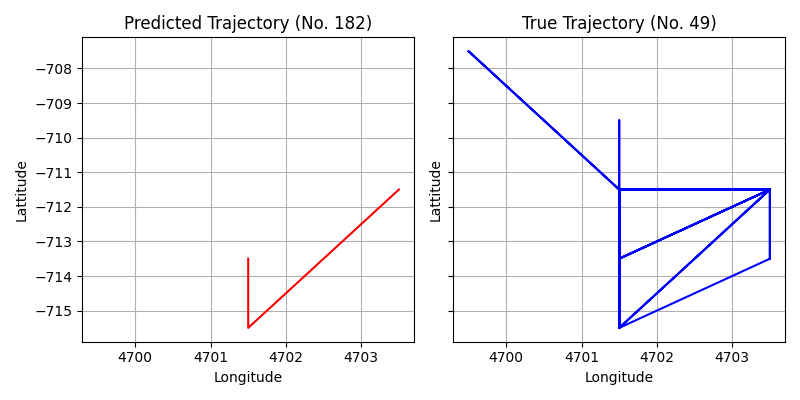 Predicted Trajectory (No. 182)
True Trajectory (No. 49)
Lattitude
−708
−709
−710
−711
−712
−713
−714
−715
4700
4701
4702
4703
Longitude
Lattitude
4700
4701
4702
4703
Longitude